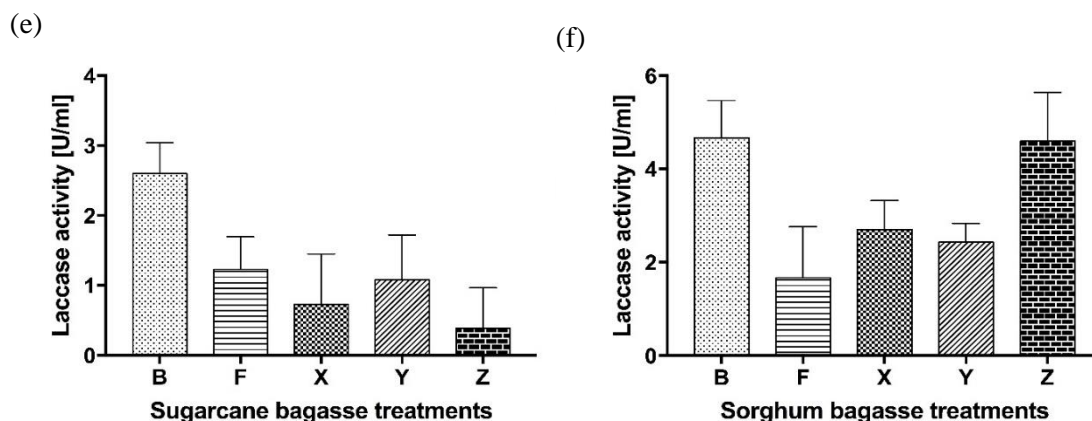 (e)
Laccase activity [U/ml]
4
3
2
1
0
B F X Y Z
Sugarcane bagasse treatments
(f)
Laccase activity [U/ml]
6
4
2
0
B F X Y Z
Sorghum bagasse treatments